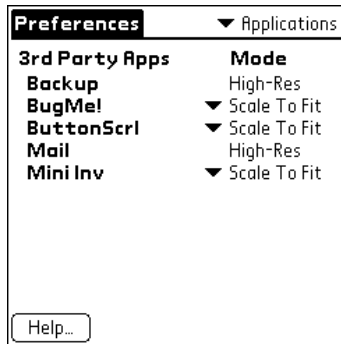 Preferences Applications
3rd Party Apps Mode
Backup High-Res
BugMe! Scale To Fit
ButtonScrl Scale To Fit
Mail High-Res
Mini Inv Scale To Fit
Help...